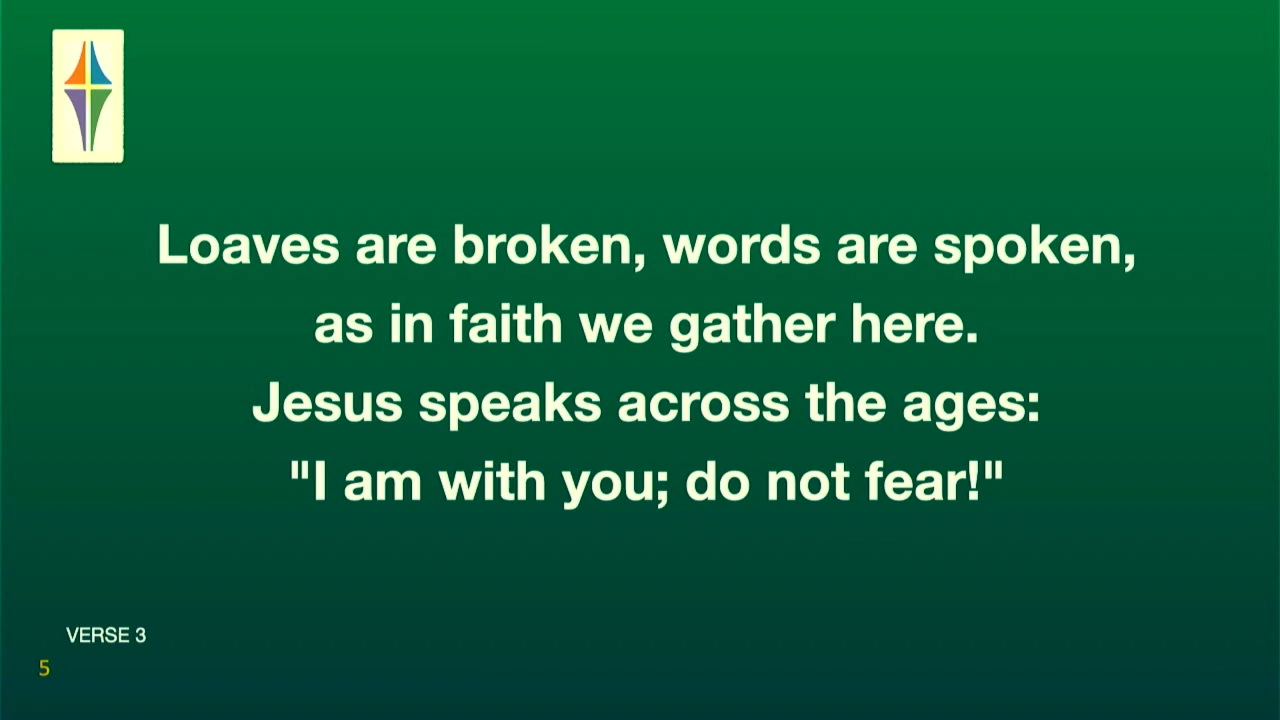 Loaves are broken, words are spoken,
as in faith we gather here.
Jesus speaks across the ages:
"I am with you; do not fear!"
VERSE 3
5